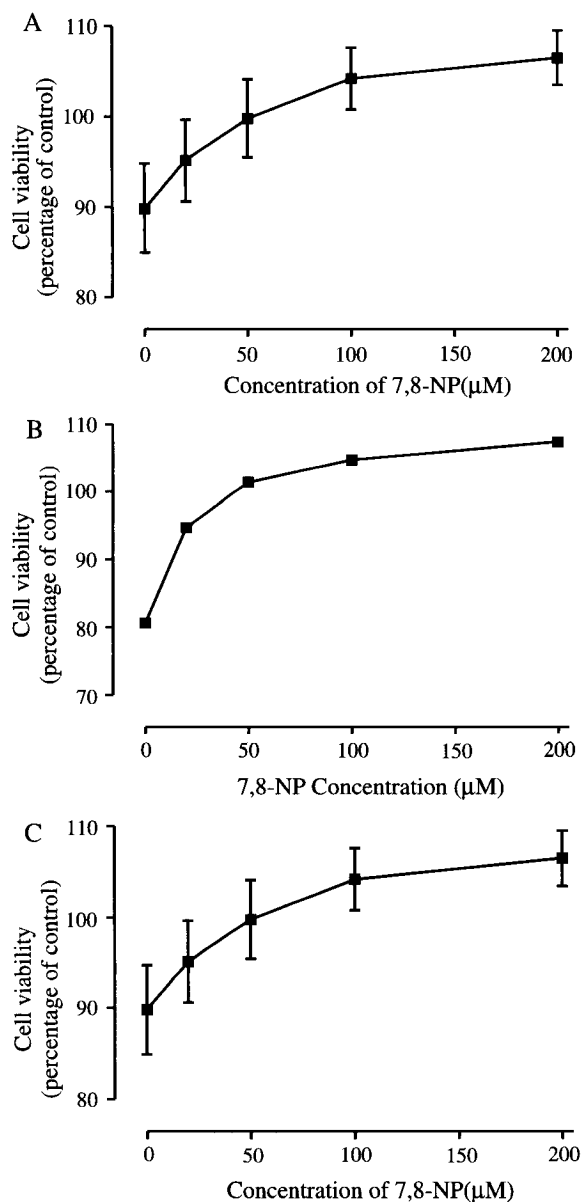 A
Cell viability
(percentage of control)
110
100
90
80
0 50 100 150 200
Concentration of 7,8-NP(μM)
B
Cell viability
(percentage of control)
110
100
90
80
70
0 50 100 150 200
7,8-NP Concentration (μM)
C
Cell viability
(percentage of control)
110
100
90
80
0 50 100 150 200
Concentration of 7,8-NP(μM)